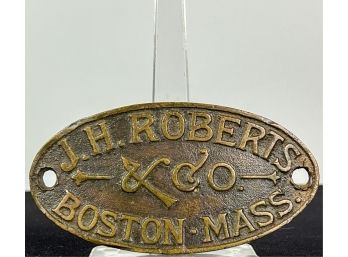 J.H. ROBERTS
& CO.
BOSTON·MASS.